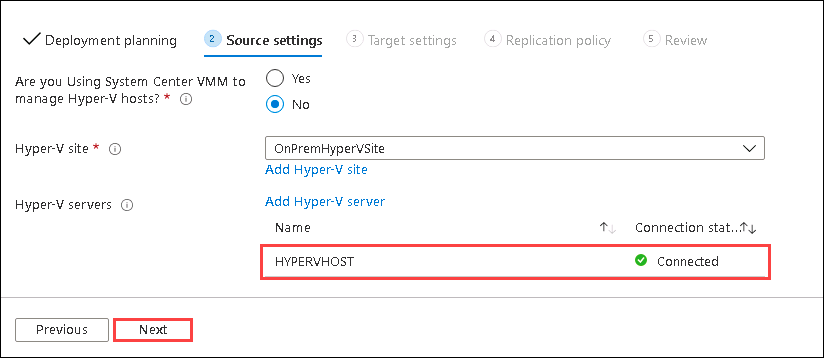 Deployment planning 2 Source settings 3 Target settings 4 Replication policy 5 Review
Are you Using System Center VMM to
manage Hyper-V hosts? *
Yes
No
Hyper-V site *
OnPremHyperVSite
Add Hyper-V site
Hyper-V servers
Add Hyper-V server
Name Connection stat...
HYPERVHOST Connected
Previous Next